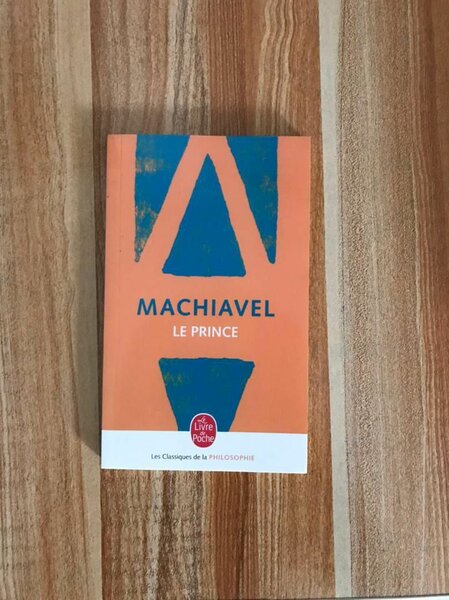 MACHIAVEL
LE PRINCE
Le
Livre
de
Poche
Les Classiques de la PHILOSOPHIE